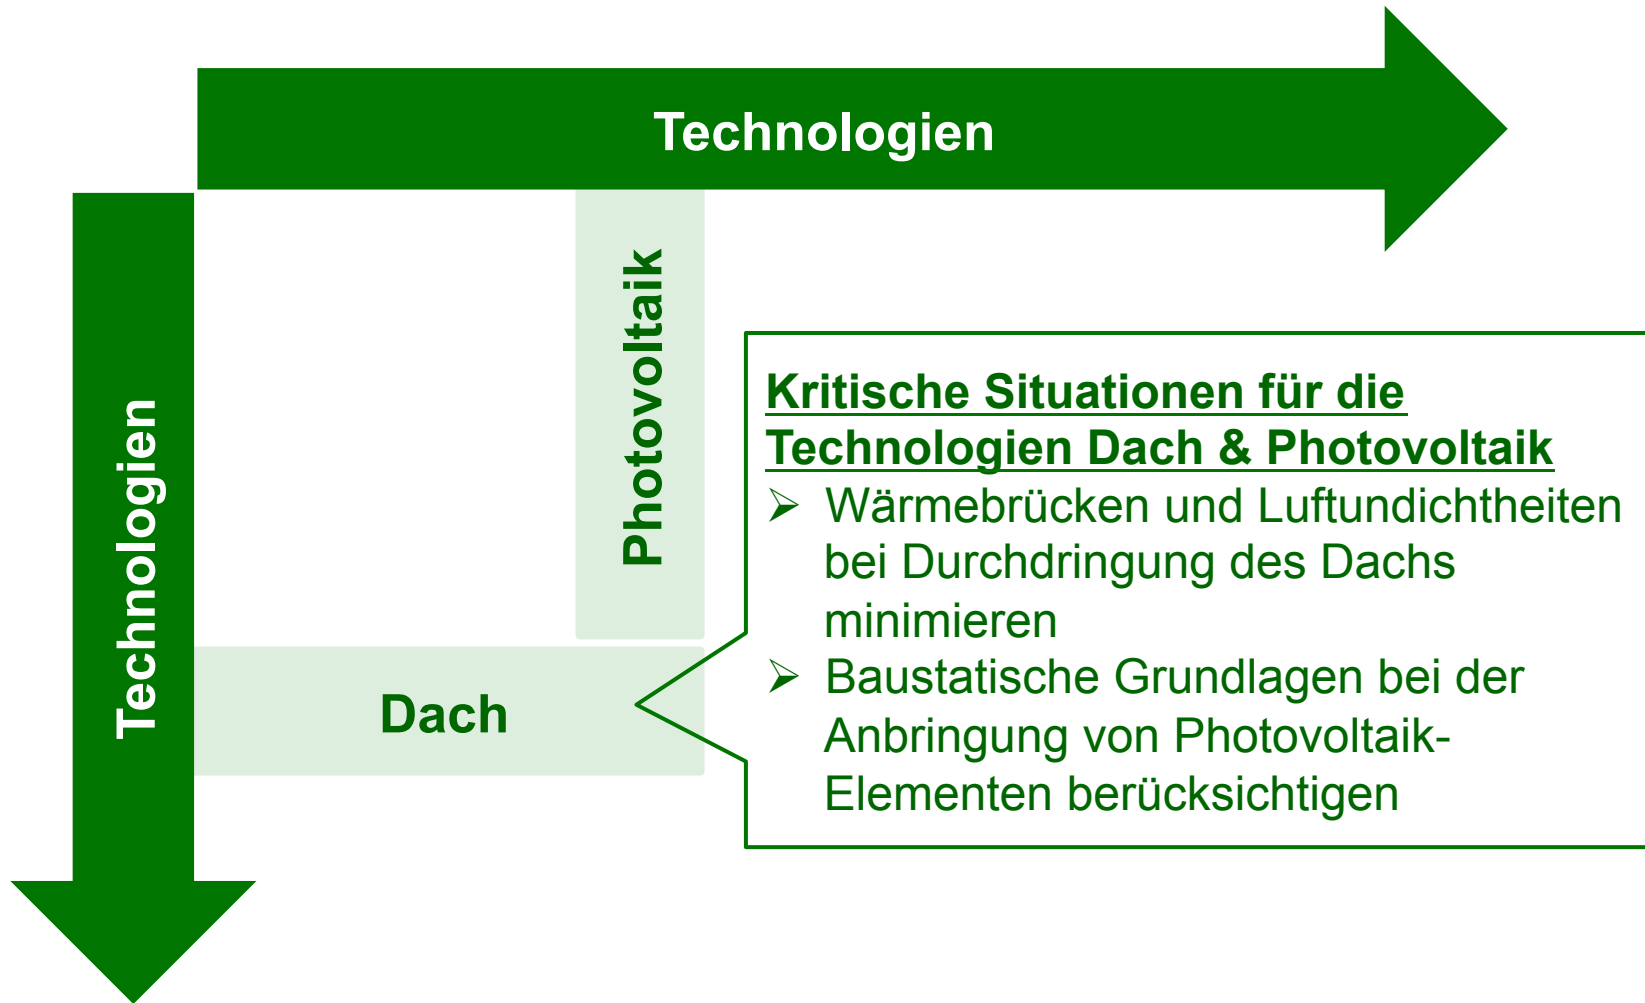 Technologien
Technologien
Photovoltaik
Dach
Kritische Situationen für die
Technologien Dach & Photovoltaik
➢ Wärmebrücken und Luftundichtheiten
bei Durchdringung des Dachs
minimieren
➢ Baustatische Grundlagen bei der
Anbringung von Photovoltaik-
Elementen berücksichtigen